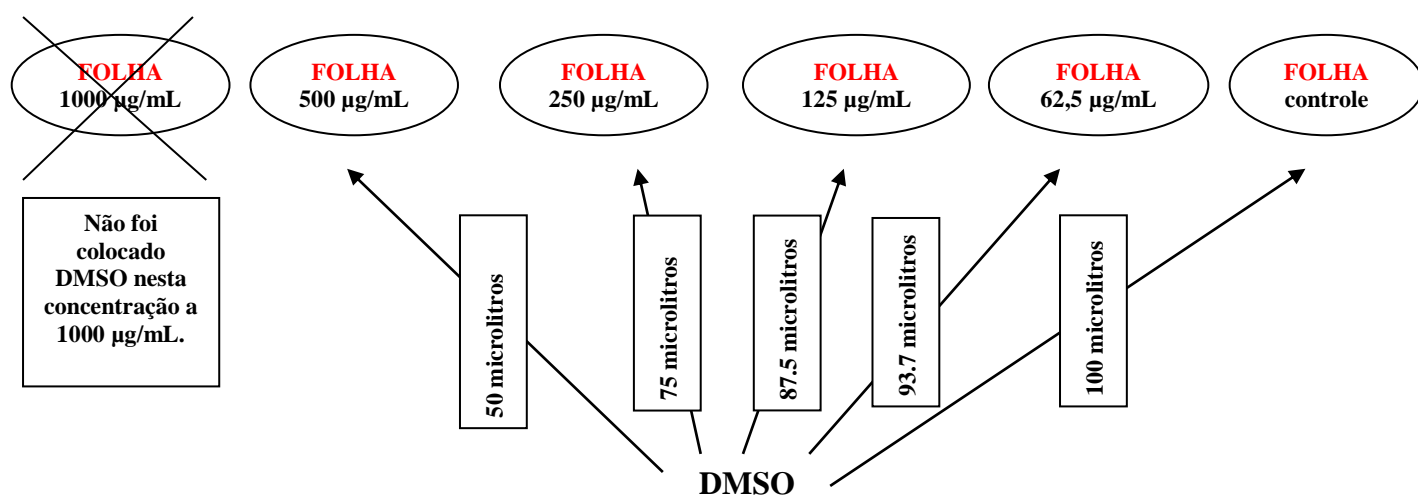 FOLHA
1000 µg/mL
FOLHA
500 µg/mL
FOLHA
250 µg/mL
FOLHA
125 µg/mL
FOLHA
62,5 µg/mL
FOLHA
controle
Não foi
colocado
DMSO nesta
concentração a
1000 µg/mL.
50 microlitros
75 microlitros
87.5 microlitros
93.7 microlitros
100 microlitros
DMSO